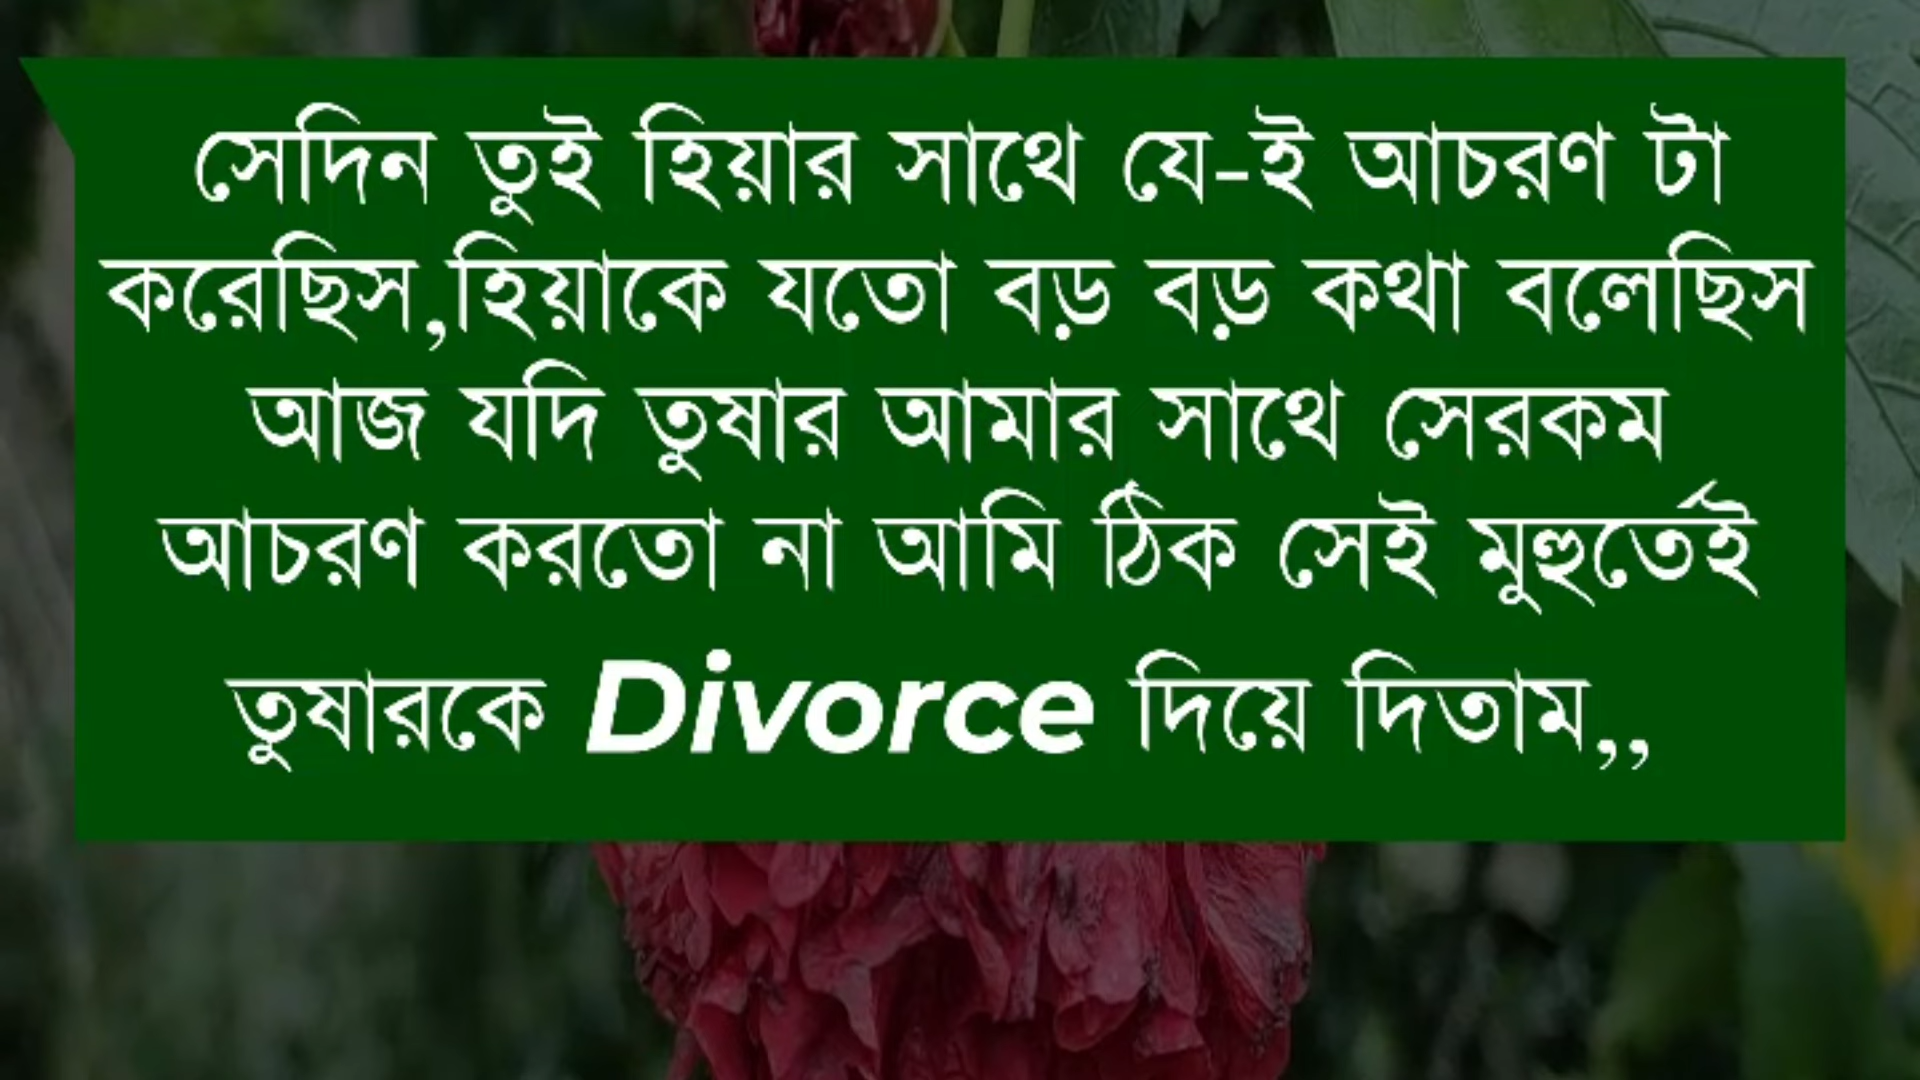 সেদিন তুই হিয়ার সাথে যে-ই আচরণ টা
করেছিস,হিয়াকে যতো বড় বড় কথা বলেছিস
আজ যদি তুষার আমার সাথে সেরকম
আচরণ করতো না আমি ঠিক সেই মুহুর্তেই
তুষারকে Divorce দিয়ে দিতাম,,